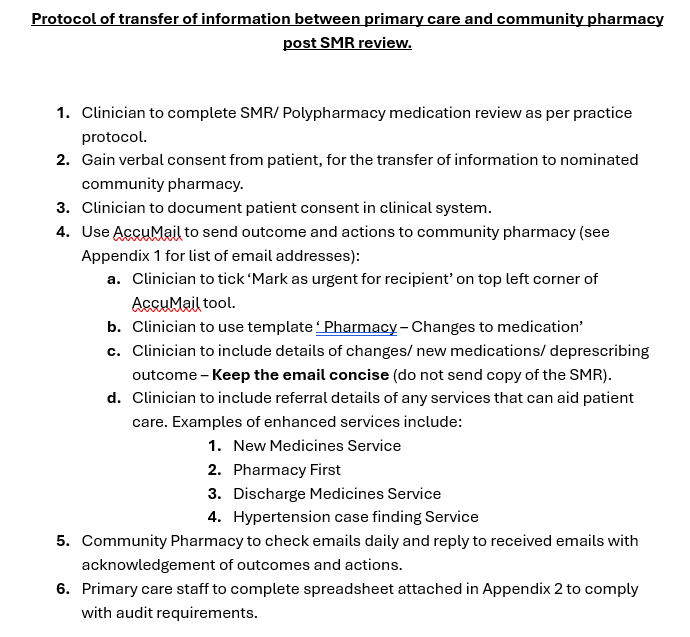 Protocol of transfer of information between primary care and community pharmacy
post SMR review.
1. Clinician to complete SMR/ Polypharmacy medication review as per practice
protocol.
2. Gain verbal consent from patient, for the transfer of information to nominated
community pharmacy.
3. Clinician to document patient consent in clinical system.
4. Use AccuMail to send outcome and actions to community pharmacy (see
Appendix 1 for list of email addresses):
a. Clinician to tick ‘Mark as urgent for recipient’ on top left corner of
AccuMail tool.
b. Clinician to use template ‘ Pharmacy – Changes to medication’
c. Clinician to include details of changes/ new medications/ deprescribing
outcome – Keep the email concise (do not send copy of the SMR).
d. Clinician to include referral details of any services that can aid patient
care. Examples of enhanced services include:
1. New Medicines Service
2. Pharmacy First
3. Discharge Medicines Service
4. Hypertension case finding Service
5. Community Pharmacy to check emails daily and reply to received emails with
acknowledgement of outcomes and actions.
6. Primary care staff to complete spreadsheet attached in Appendix 2 to comply
with audit requirements.